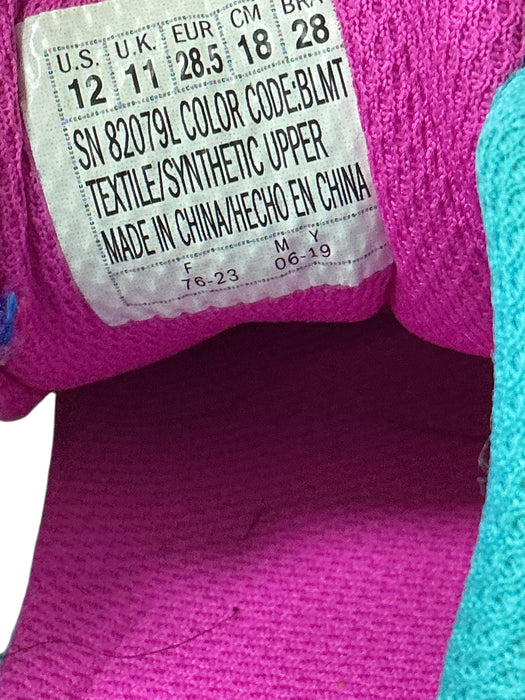 U.S. U.K. EUR CM BRA
12 11 28.5 18 28
SN 82079L COLOR CODE:BLMT
TEXTILE/SYNTHETIC UPPER
MADE IN CHINA/HECHO EN CHINA
F M Y
76-23 06-19